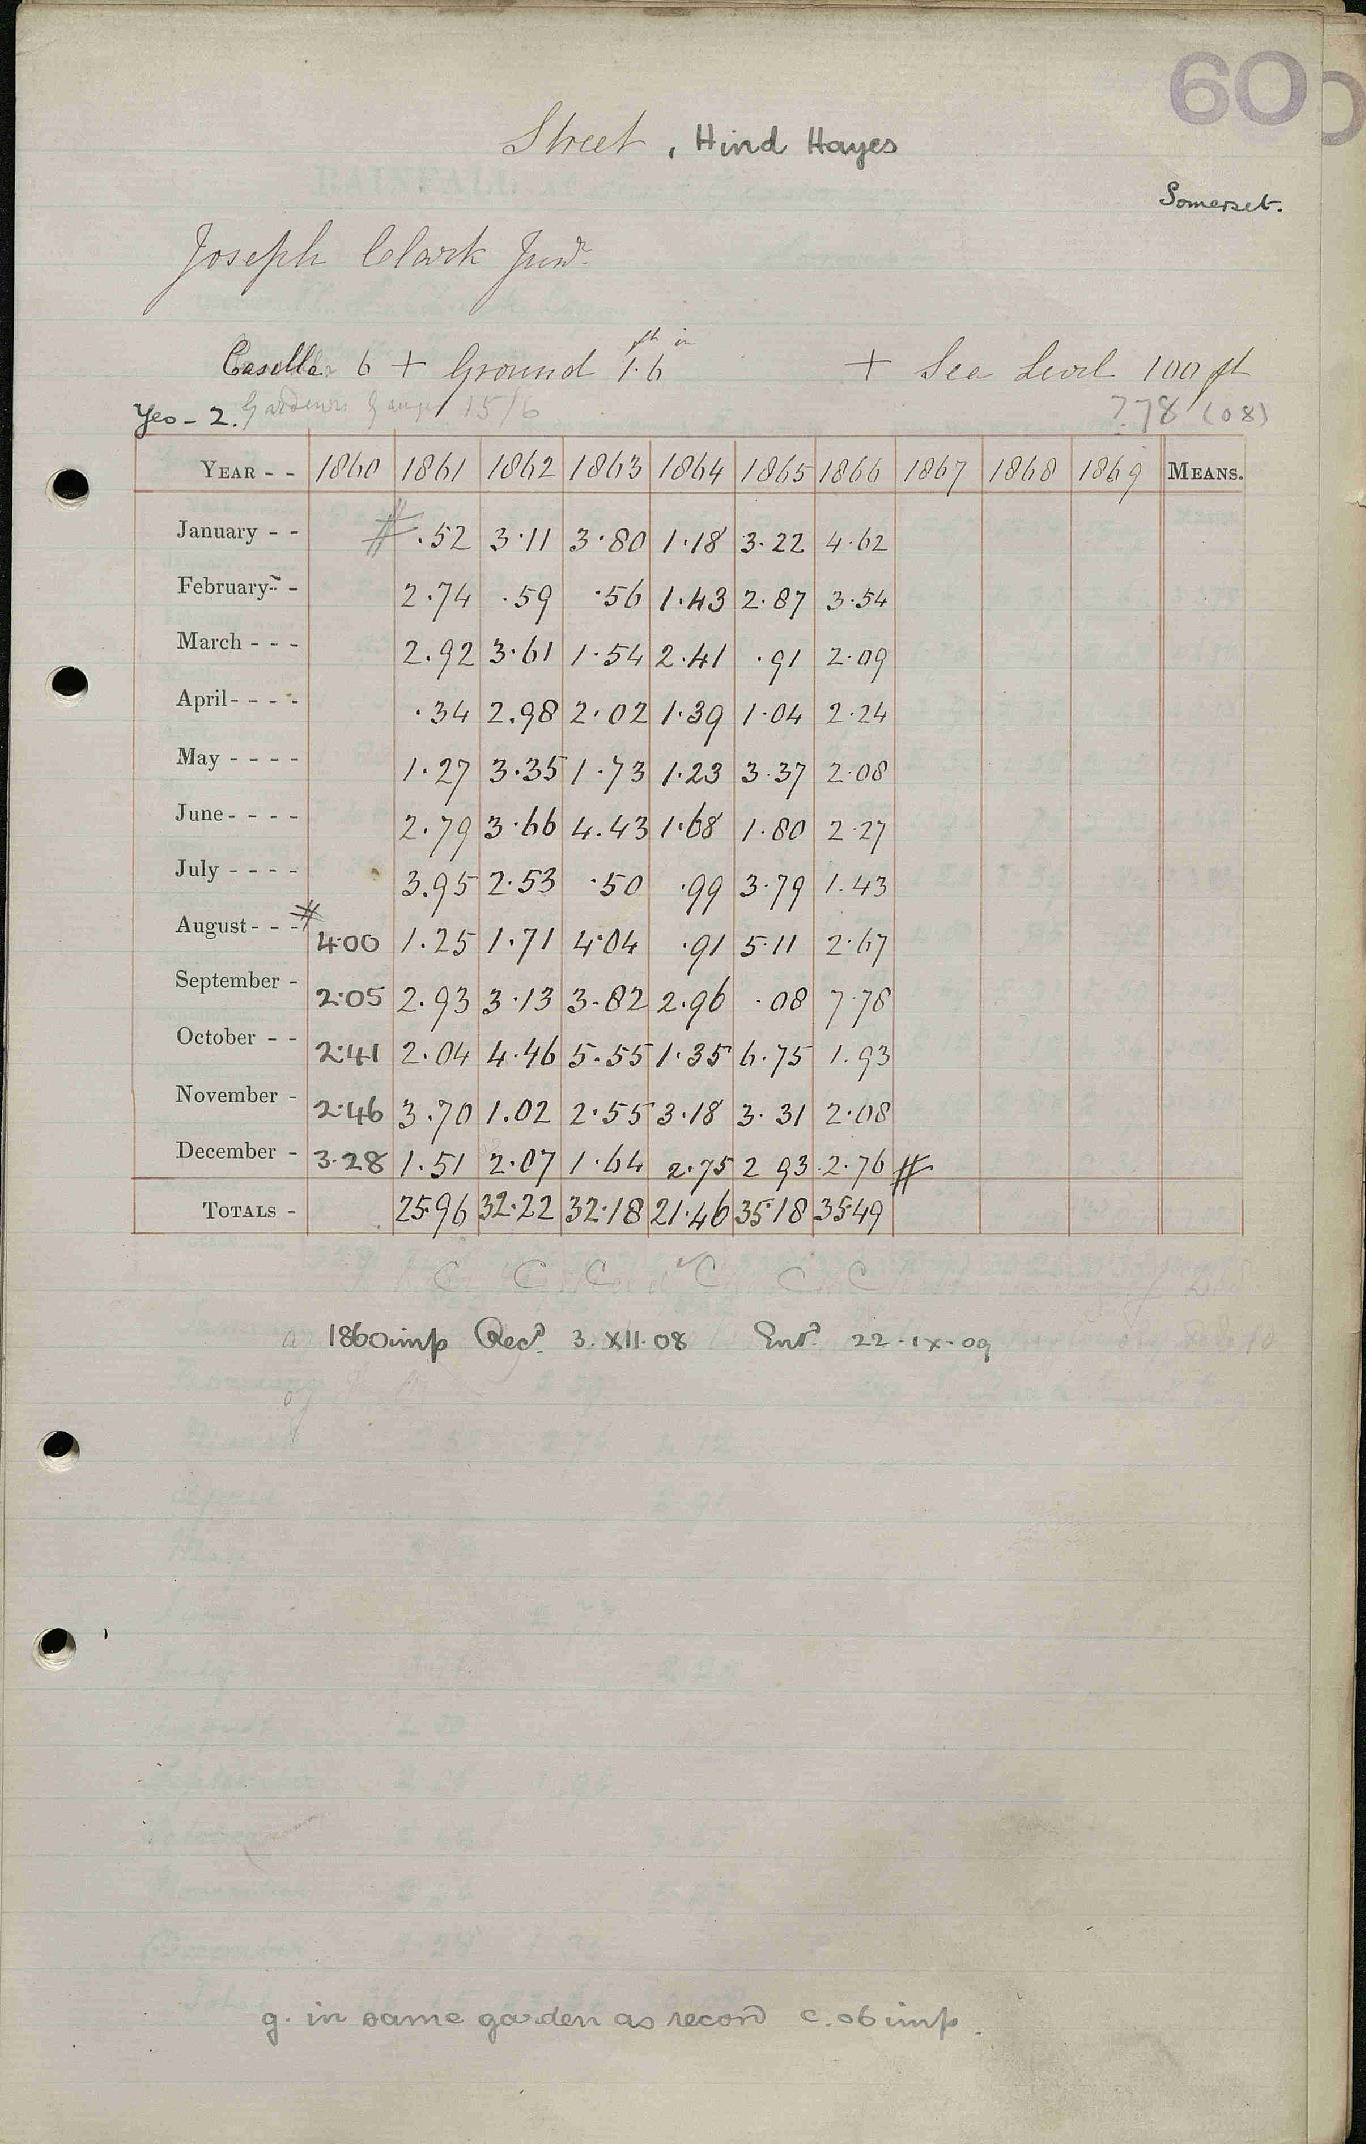 60
Street, Hind Hayes
Somerset.
Joseph Clark Junr.
Casella 6 + Ground 1ft. 6in + Sea Level 100 ft
Yeo - 2. Gardeners Gauge 15/6 ? 78 (08)
YEAR - - 1860 1861 1862 1863 1864 1865 1866 1867 1868 1869 MEANS.
January - - # .52 3.11 3.80 1.18 3.22 4.62
February - - 2.74 .59 .56 1.43 2.87 3.54
March - - - 2.92 3.61 1.54 2.41 .91 2.09
April - - - - .34 2.98 2.02 1.39 1.04 2.24
May - - - - 1.27 3.35 1.73 1.23 3.37 2.08
June - - - - 2.79 3.66 4.43 1.68 1.80 2.27
July - - - - 3.95 2.53 .50 .99 3.79 1.43
August - - - # 4.00 1.25 1.71 4.04 .91 5.11 2.67
September - 2.05 2.93 3.13 3.82 2.96 .08 7.78
October - - 2.41 2.04 4.46 5.55 1.35 6.75 1.93
November - 2.46 3.70 1.02 2.55 3.18 3.31 2.08
December - 3.28 1.51 2.07 1.64 2.75 2 93 2.76 #
TOTALS - 25.96 32.22 32.18 21.46 35.18 35.49
C C C C C C
1860 imp Recd. 3.XII.08 Entd. 22.IX.09
g. in same garden as record c.06 imp.